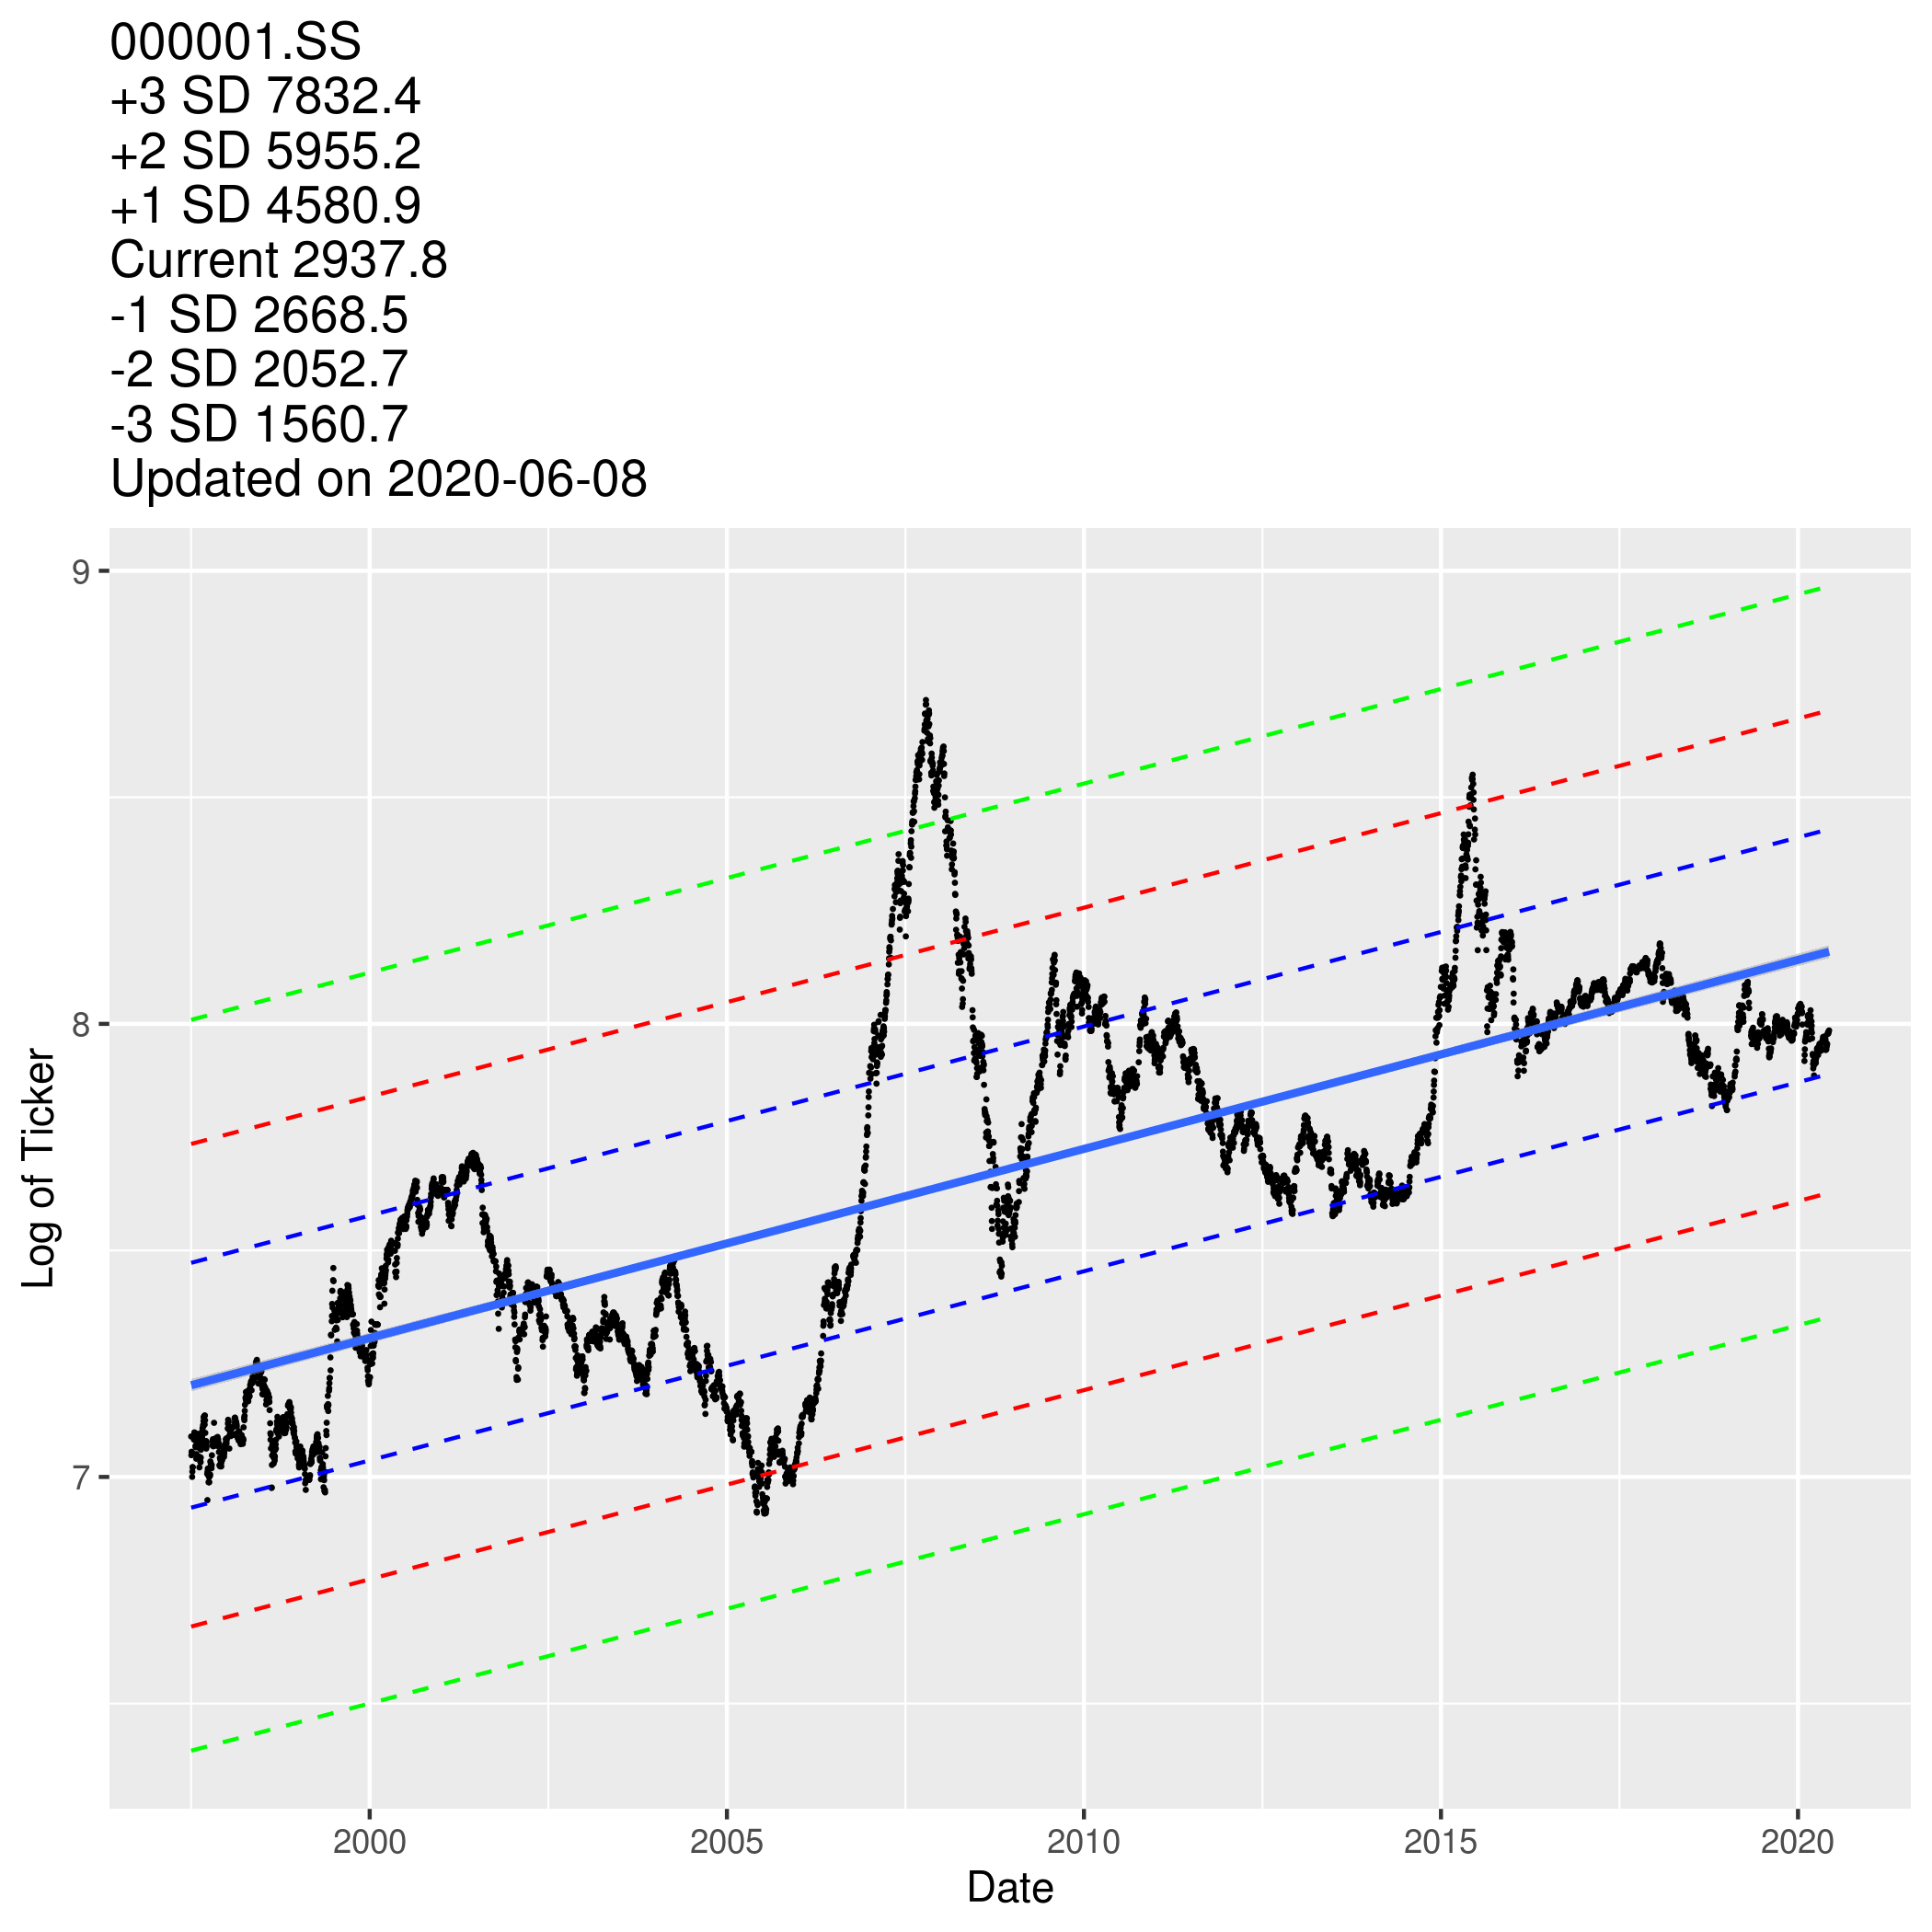 000001.SS
+3 SD 7832.4
+2 SD 5955.2
+1 SD 4580.9
Current 2937.8
-1 SD 2668.5
-2 SD 2052.7
-3 SD 1560.7
Updated on 2020-06-08
9
8
7
Log of Ticker
2000 2005 2010 2015 2020
Date